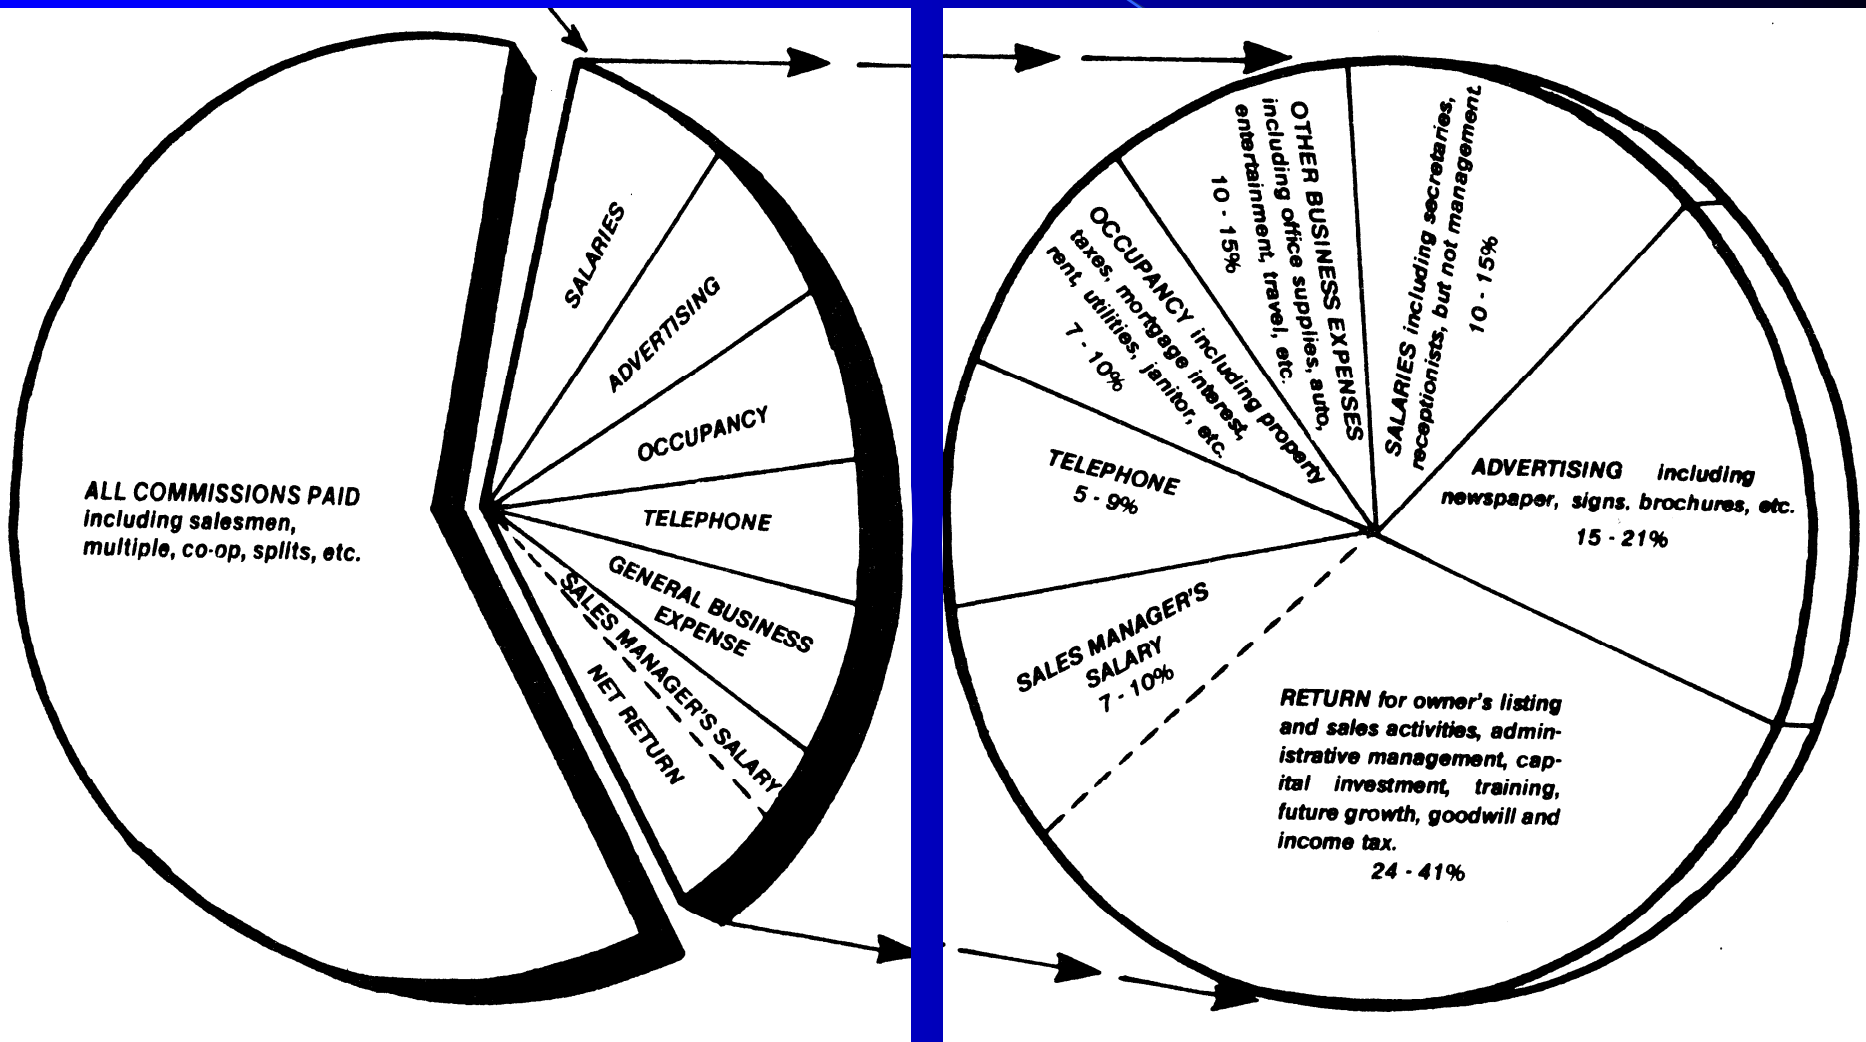 ALL COMMISSIONS PAID
including salesmen,
multiple, co-op, splits, etc.
SALARIES
ADVERTISING
OCCUPANCY
TELEPHONE
GENERAL BUSINESS
EXPENSE
SALES MANAGER'S SALARY
NET RETURN
OTHER BUSINESS EXPENSES
including office supplies, auto,
entertainment, travel, etc.
10 - 15%
SALARIES including secretaries,
receptionists, but not management.
10 - 15%
OCCUPANCY including property
taxes, mortgage interest,
rent, utilities, janitor, etc.
7 - 10%
TELEPHONE
5 - 9%
ADVERTISING including
newspaper, signs. brochures, etc.
15 - 21%
SALES MANAGER'S
SALARY
7 - 10%
RETURN for owner's listing
and sales activities, admin-
istrative management, cap-
ital investment, training,
future growth, goodwill and
income tax.
24 - 41%